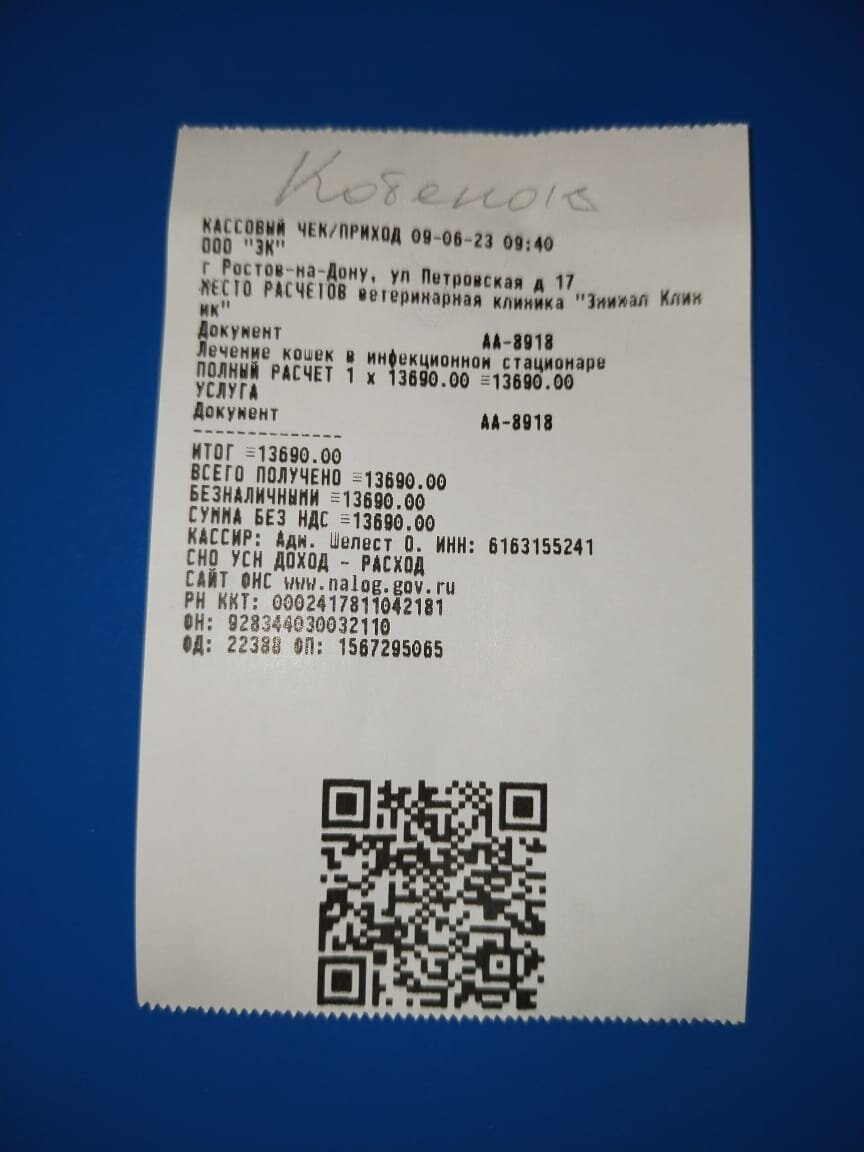 Котенок
КАССОВЫЙ ЧЕК/ПРИХОД 09-06-23 09:40
ООО "ЗК"
г Ростов-на-Дону, ул Петровская д 17
МЕСТО РАСЧЕТОВ ветеринарная клиника "Энимал Клин
ик"
Документ АА-8918
Лечение кошек в инфекционном стационаре
ПОЛНЫЙ РАСЧЕТ 1 x 13690.00 =13690.00
УСЛУГА
Документ АА-8918
---------------
ИТОГ =13690.00
ВСЕГО ПОЛУЧЕНО =13690.00
БЕЗНАЛИЧНЫМИ =13690.00
СУММА БЕЗ НДС =13690.00
КАССИР: Адм. Шелест О. ИНН: 6163155241
СНО УСН ДОХОД - РАСХОД
САЙТ ФНС www.nalog.gov.ru
РН ККТ: 0002417811042181
ФН: 928344030032110
ФД: 22388 ФП: 1567295065